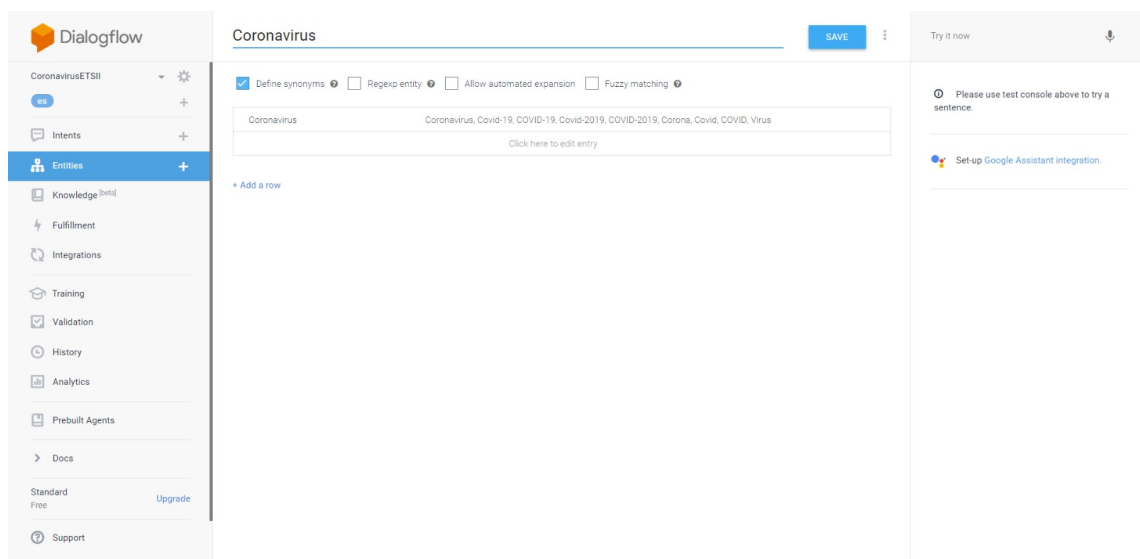 Dialogflow
CoronavirusETSII
es
Intents
Entities
Knowledge [beta]
Fulfillment
Integrations
Training
Validation
History
Analytics
Prebuilt Agents
Docs
Standard
Free
Upgrade
Support
Coronavirus
SAVE
Define synonyms
Regexp entity
Allow automated expansion
Fuzzy matching
Coronavirus
Coronavirus, Covid-19, COVID-19, Covid-2019, COVID-2019, Corona, Covid, COVID, Virus
Click here to edit entry
+ Add a row
Try it now
Please use test console above to try a
sentence.
Set-up Google Assistant integration.